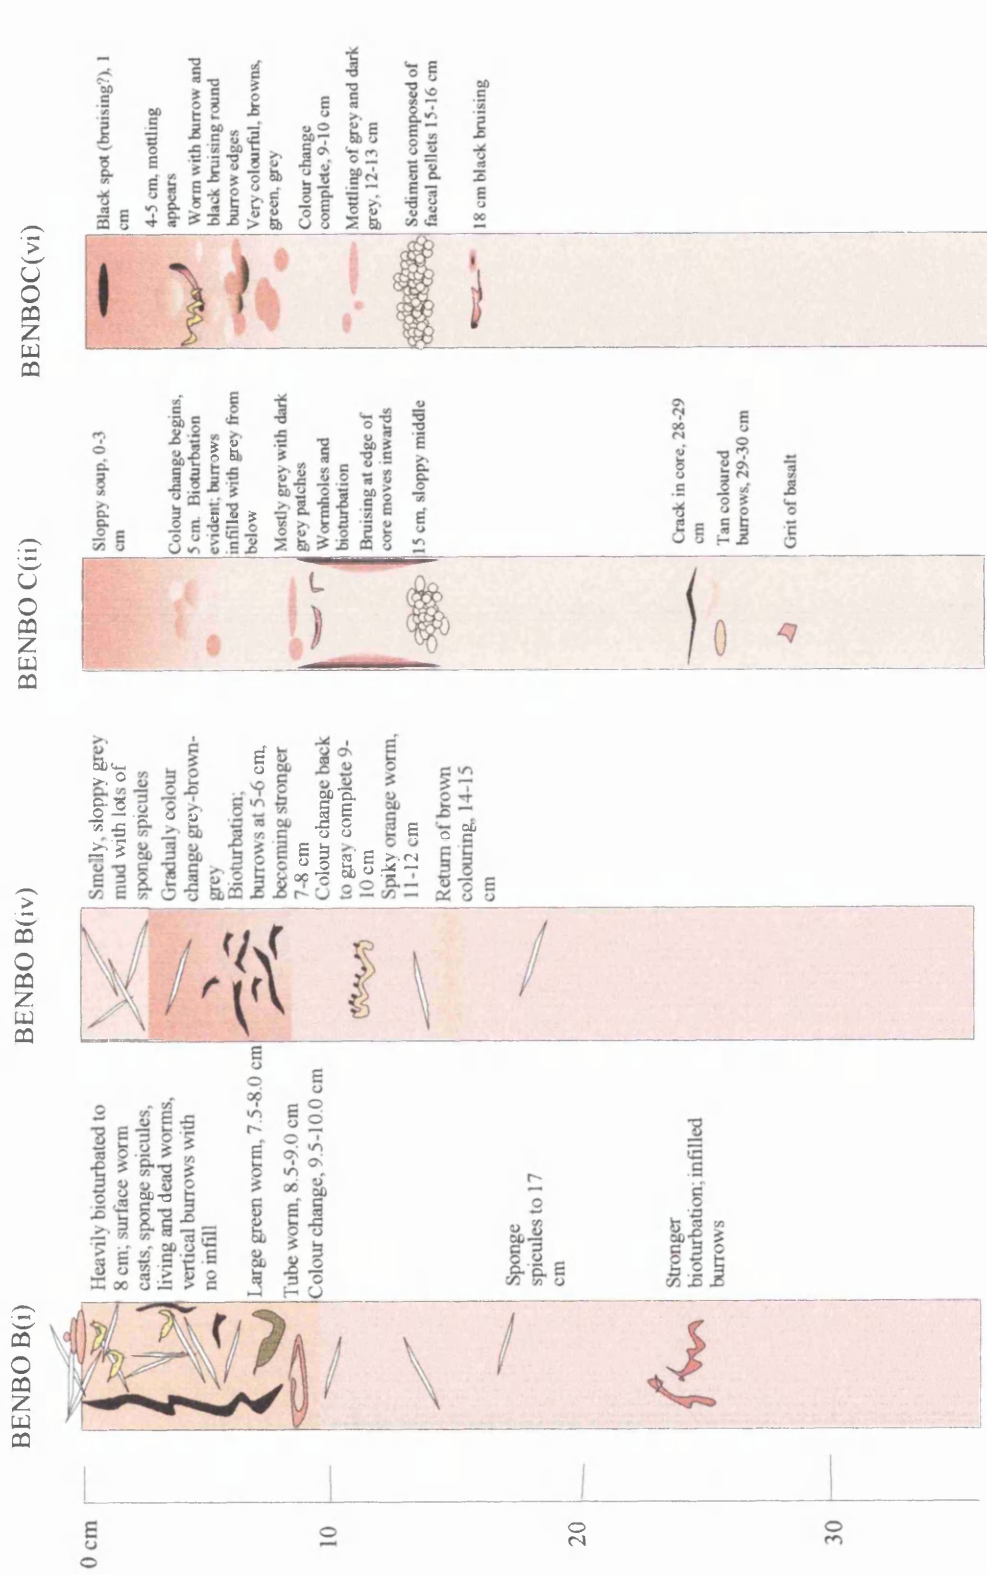 BENBO B(i)
Heavily bioturbated to
8 cm; surface worm
casts, sponge spicules,
living and dead worms,
vertical burrows with
no infill
Large green worm, 7.5-8.0 cm
Tube worm, 8.5-9.0 cm
Colour change, 9.5-10.0 cm
Sponge
spicules to 17
cm
Stronger
bioturbation; infilled
burrows
BENBO B(iv)
Smelly, sloppy grey
mud with lots of
sponge spicules
Gradualy colour
change grey-brown-
grey
Bioturbation;
burrows at 5-6 cm,
becoming stronger
7-8 cm
Colour change back
to gray complete 9-
10 cm
Spiky orange worm,
11-12 cm
Return of brown
colouring, 14-15
cm
BENBO C(ii)
Sloppy soup, 0-3
cm
Colour change begins,
5 cm. Bioturbation
evident; burrows
infilled with grey from
below
Mostly grey with dark
grey patches
Wormholes and
bioturbation
Bruising at edge of
core moves inwards
15 cm, sloppy middle
Crack in core, 28-29
cm
Tan coloured
burrows, 29-30 cm
Grit of basalt
BENBOC(vi)
Black spot (bruising?), 1
cm
4-5 cm, mottling
appears
Worm with burrow and
black bruising round
burrow edges
Very colourful, browns,
green, grey
Colour change
complete, 9-10 cm
Mottling of grey and dark
grey, 12-13 cm
Sediment composed of
faecal pellets 15-16 cm
18 cm black bruising
0 cm
10
20
30